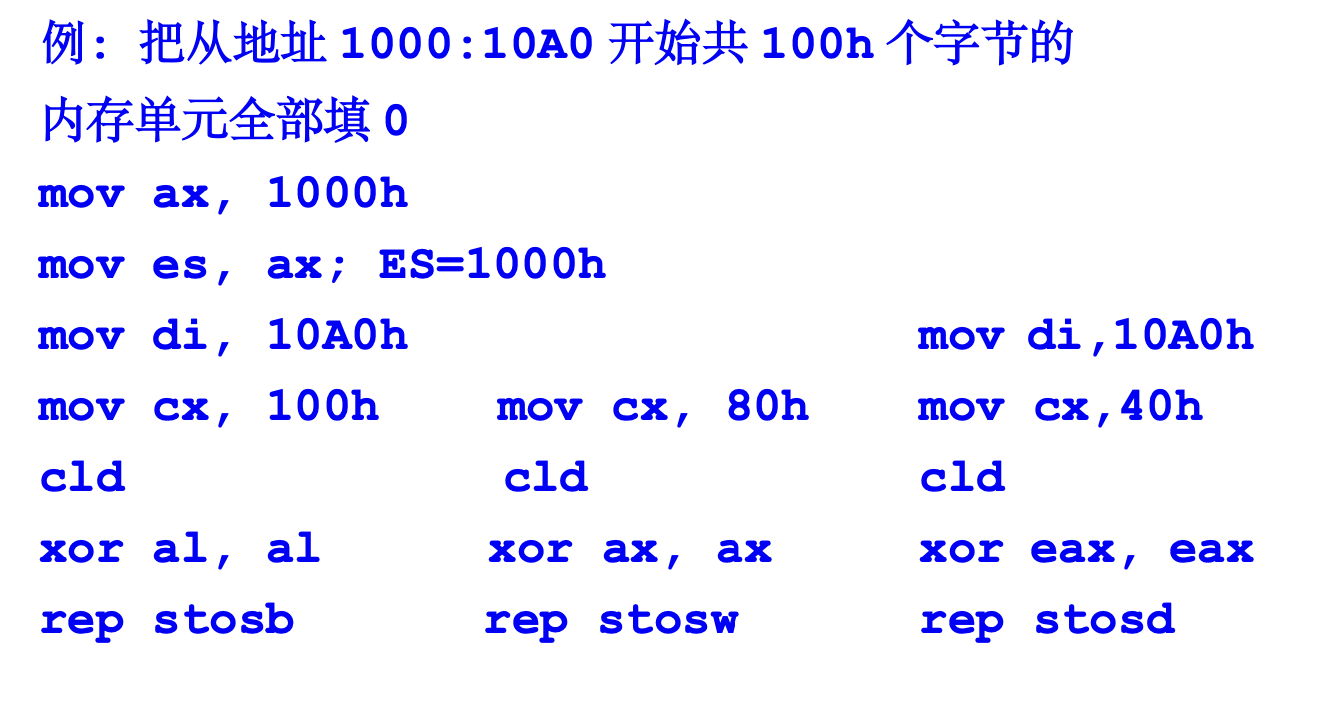 例: 把从地址 1000:10A0 开始共 100h 个字节的
内存单元全部填 0
mov ax, 1000h
mov es, ax; ES=1000h
mov di, 10A0h mov di,10A0h
mov cx, 100h mov cx, 80h mov cx,40h
cld cld cld
xor al, al xor ax, ax xor eax, eax
rep stosb rep stosw rep stosd